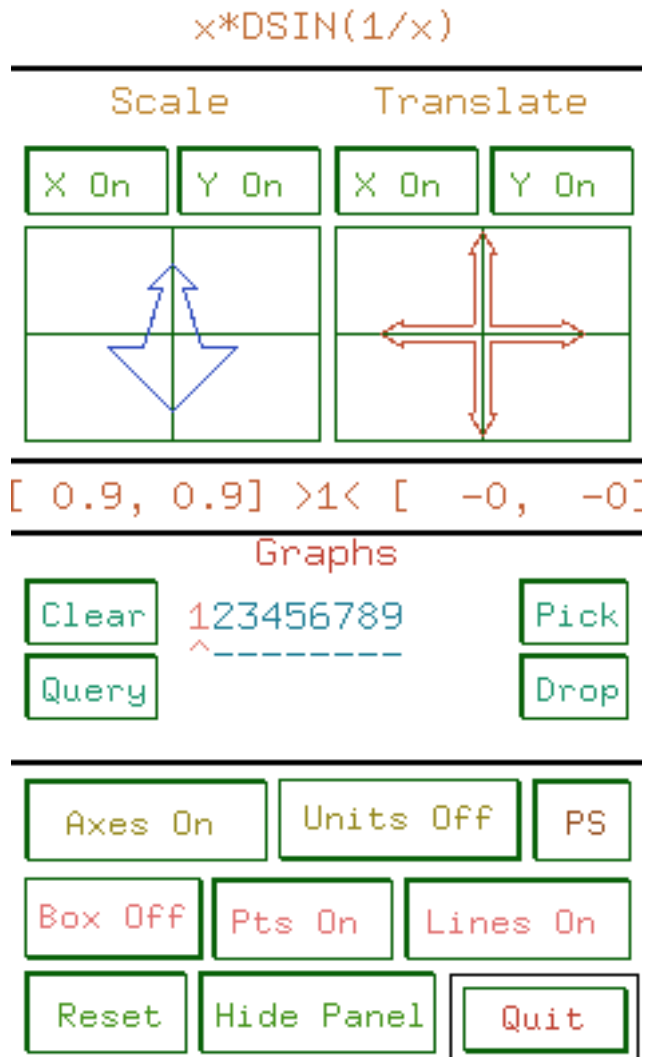 x*DSIN(1/x)
Scale Translate
X On Y On X On Y On
[ 0.9, 0.9] >1< [ -0, -0]
Graphs
Clear 123456789 Pick
^________
Query Drop
Axes On Units Off PS
Box Off Pts On Lines On
Reset Hide Panel Quit